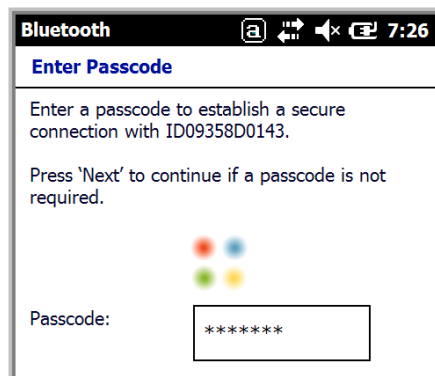 Bluetooth a 7:26
Enter Passcode
Enter a passcode to establish a secure
connection with ID09358D0143.
Press ‘Next’ to continue if a passcode is not
required.
Passcode: *******